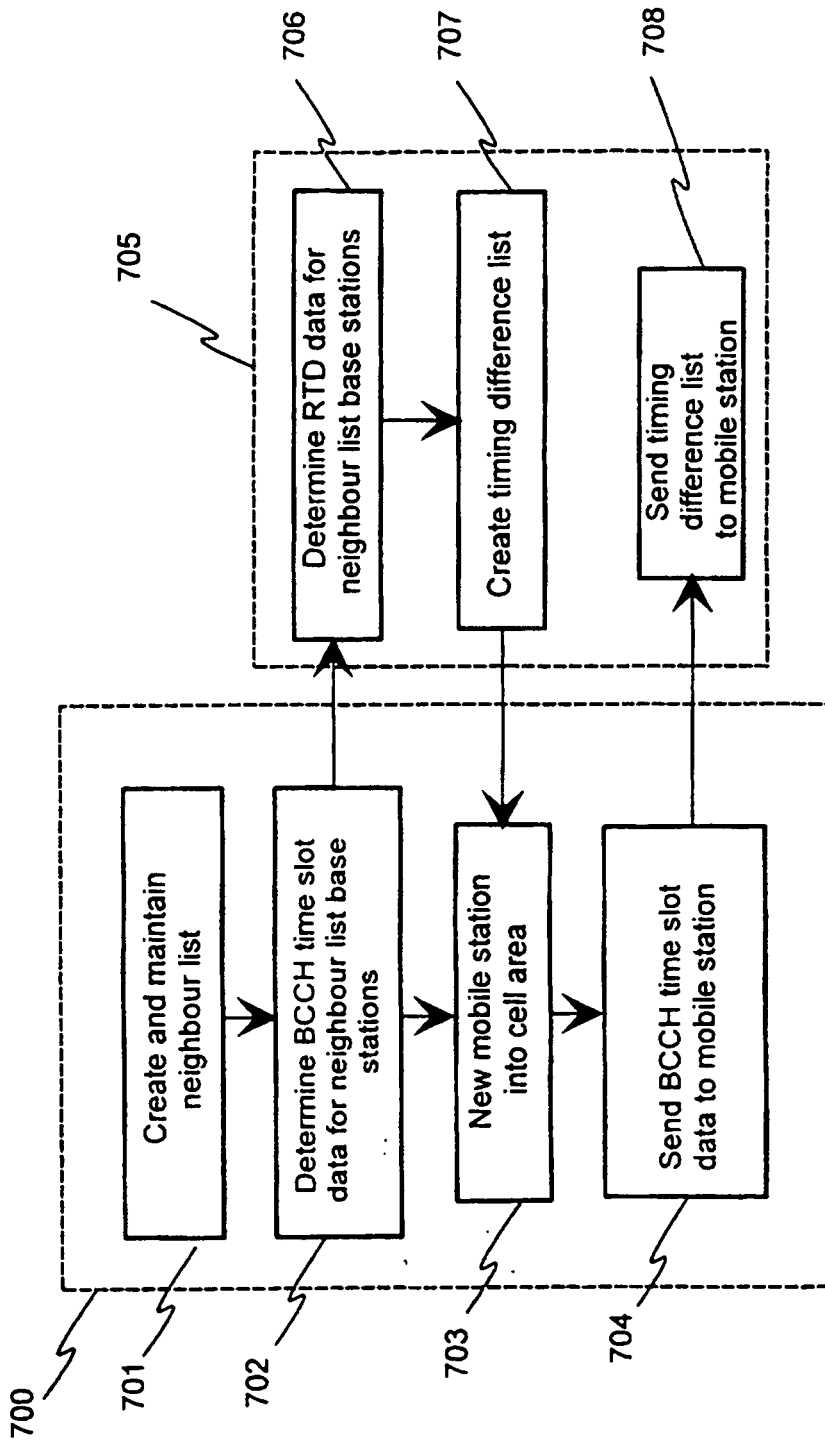 700
701
Create and maintain
neighbour list
702
Determine BCCH time slot
data for neighbour list base
stations
703
New mobile station
into cell area
704
Send BCCH time slot
data to mobile station
705
706
Determine RTD data for
neighbour list base stations
707
Create timing difference list
708
Send timing
difference list
to mobile station